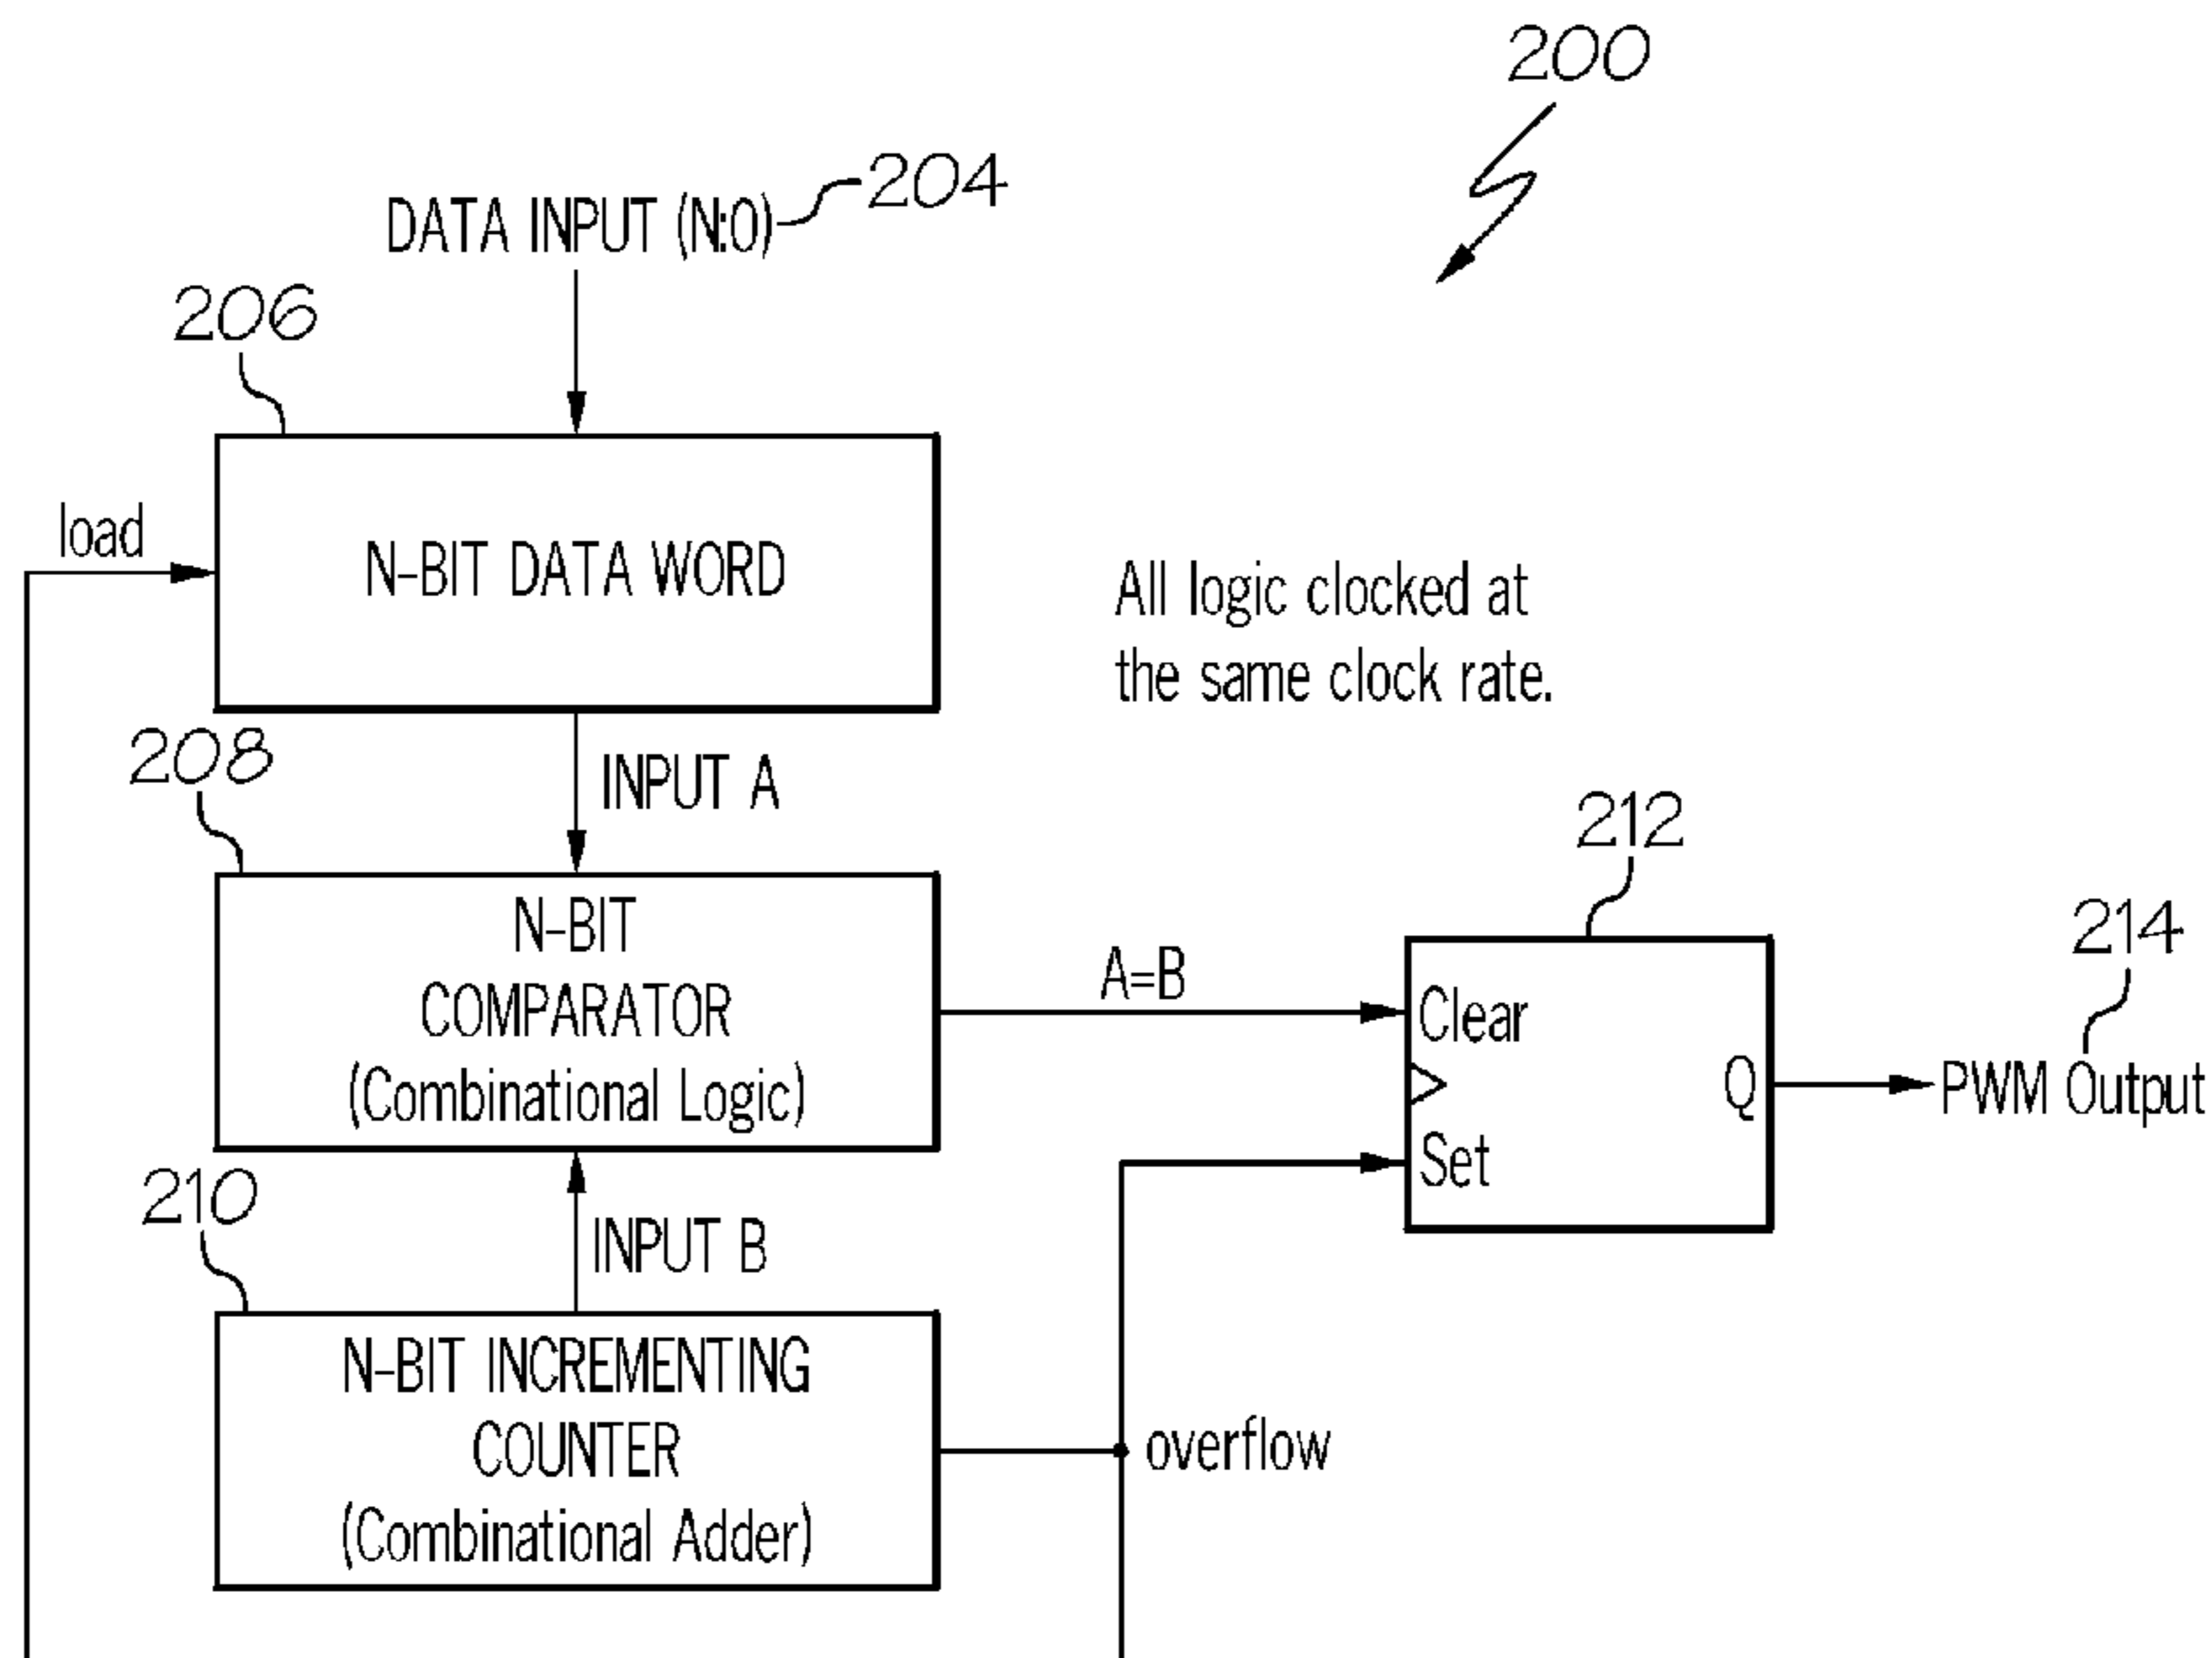 200
DATA INPUT (N:0)
204
206
load
N-BIT DATA WORD
All logic clocked at
the same clock rate.
208
INPUT A
212
N-BIT
COMPARATOR
(Combinational Logic)
A=B
Clear
Q
Set
214
PWM Output
210
INPUT B
N-BIT INCREMENTING
COUNTER
(Combinational Adder)
overflow